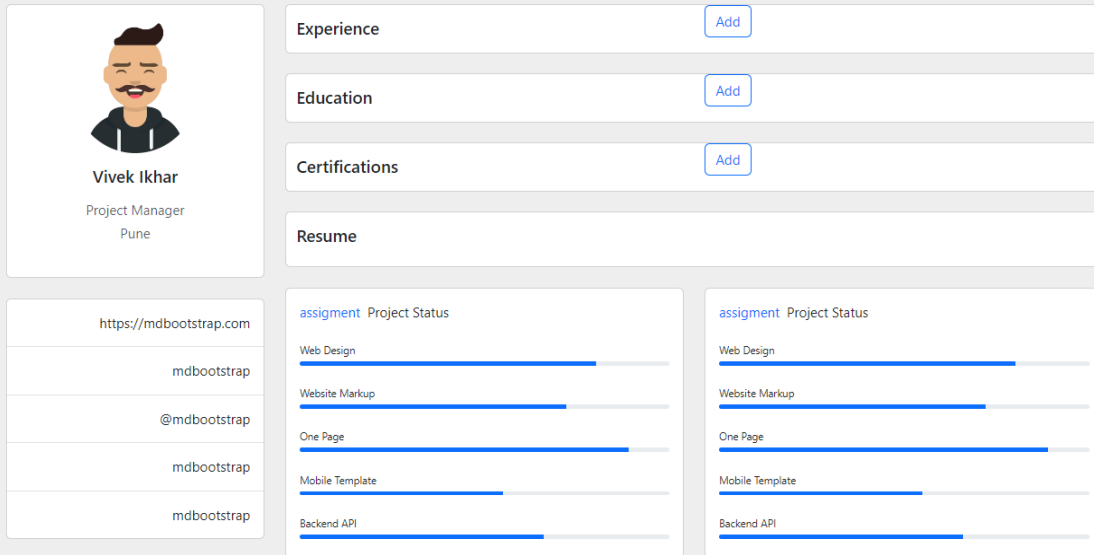 Vivek Ikhar
Project Manager
Pune
https://mdbootstrap.com
mdbootstrap
@mdbootstrap
mdbootstrap
mdbootstrap
Experience Add
Education Add
Certifications Add
Resume
assigment Project Status
Web Design
Website Markup
One Page
Mobile Template
Backend API
assigment Project Status
Web Design
Website Markup
One Page
Mobile Template
Backend API